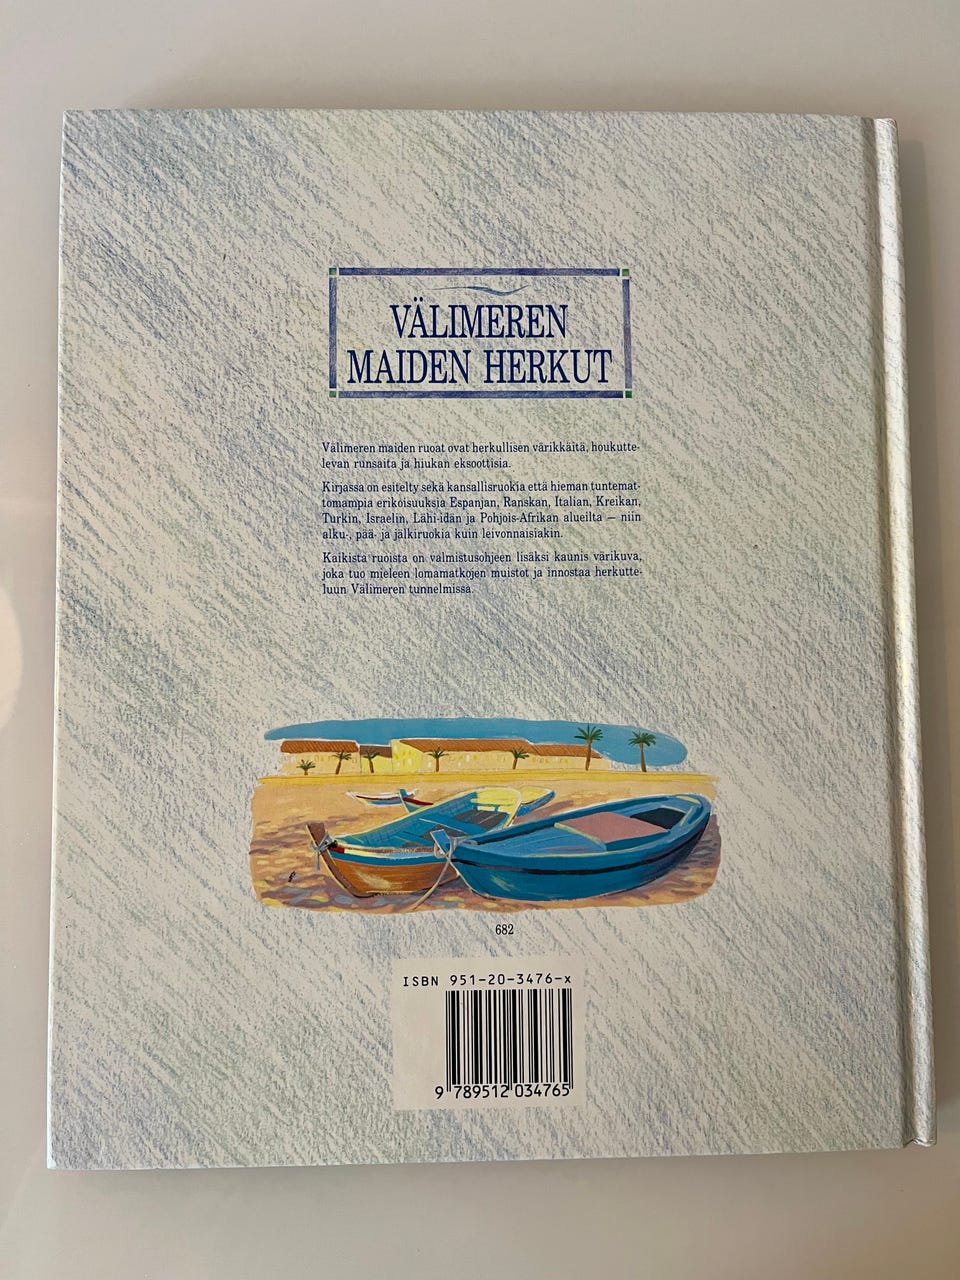 VÄLIMEREN
MAIDEN HERKUT
Välimeren maiden ruoat ovat herkullisen värikkäitä, houkutte-
levan runsaita ja hiukan eksoottisia.
Kirjassa on esitelty sekä kansallisruokia että hieman tuntemat-
tomampia erikoisuuksia Espanjan, Ranskan, Italian, Kreikan,
Turkin, Israelin, Lähi-idän ja Pohjois-Afrikan alueilta — niin
alku-, pää- ja jälkiruokia kuin leivonnaisiakin.
Kaikista ruoista on valmistusohjeen lisäksi kaunis värikuva,
joka tuo mieleen lomamatkojen muistot ja innostaa herkutte-
luun Välimeren tunnelmissa.
682
ISBN 951-20-3476-x
9 789512 034765